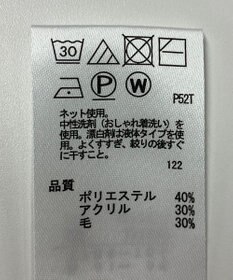 30
P W P52T
ネット使用。
中性洗剤（おしゃれ着洗い）を
使用。漂白剤は液体タイプを使
用。よくすすぎ、絞りの後すぐ
に干すこと。
122
品質
ポリエステル 40%
アクリル 30%
毛 30%